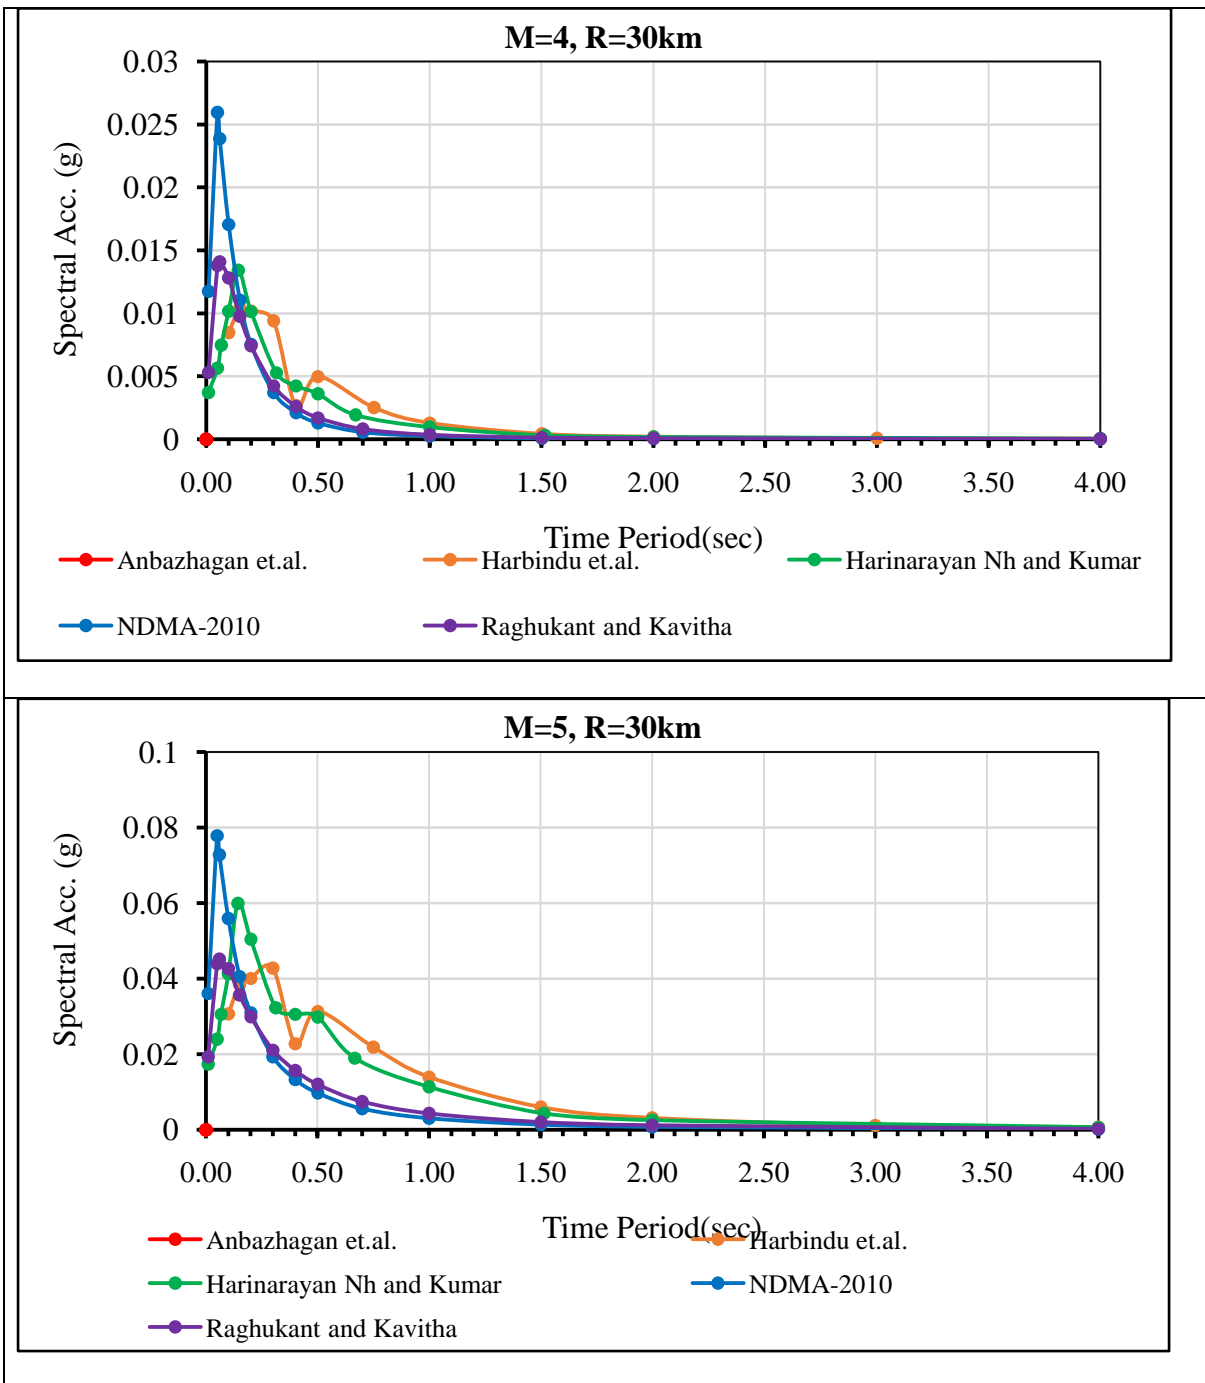 M=4, R=30km
0.03
0.025
0.02
0.015
0.01
0.005
0
Spectral Acc. (g)
0.00 0.50 1.00 1.50 2.00 2.50 3.00 3.50 4.00
Time Period(sec)
Anbazhagan et.al. Harbindu et.al. Harinarayan Nh and Kumar
NDMA-2010 Raghukant and Kavitha
M=5, R=30km
0.1
0.08
0.06
0.04
0.02
0
Spectral Acc. (g)
0.00 0.50 1.00 1.50 2.00 2.50 3.00 3.50 4.00
Time Period(sec)
Anbazhagan et.al. Harbindu et.al.
Harinarayan Nh and Kumar NDMA-2010
Raghukant and Kavitha